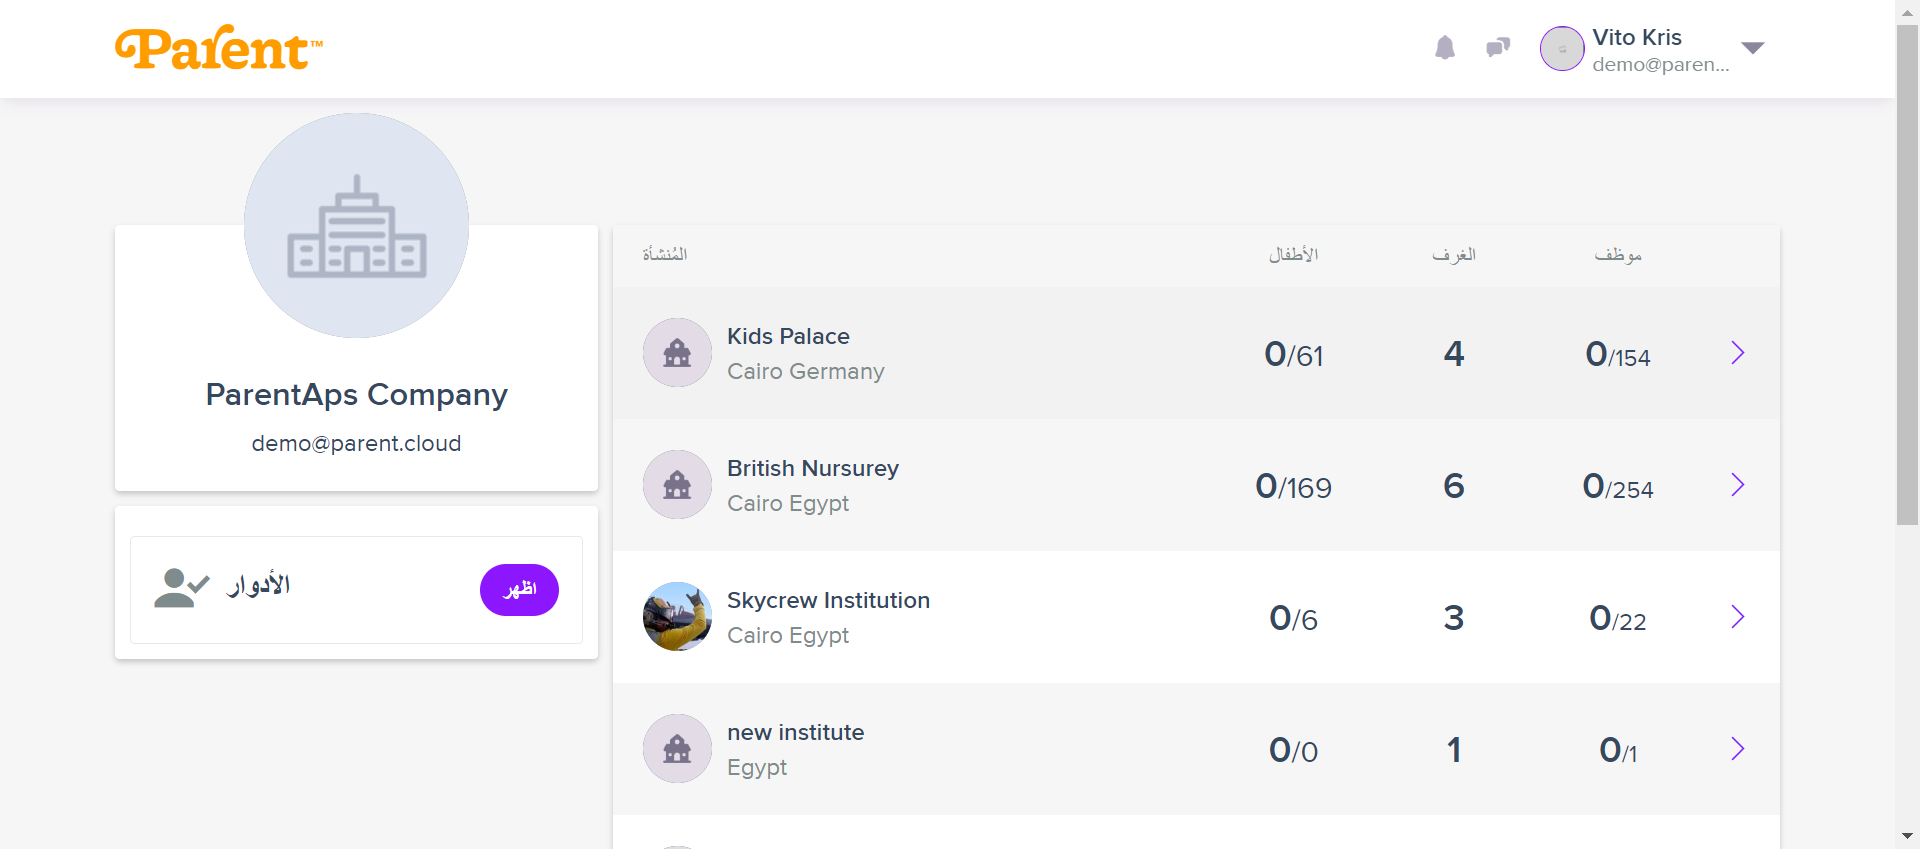 Parent™
Vito Kris
demo@paren...
ParentAps Company
demo@parent.cloud
الأدوار
اظهر
المُنشأة الأطفال الغرف موظف
Kids Palace
Cairo Germany
0/61 4 0/154
British Nursurey
Cairo Egypt
0/169 6 0/254
Skycrew Institution
Cairo Egypt
0/6 3 0/22
new institute
Egypt
0/0 1 0/1